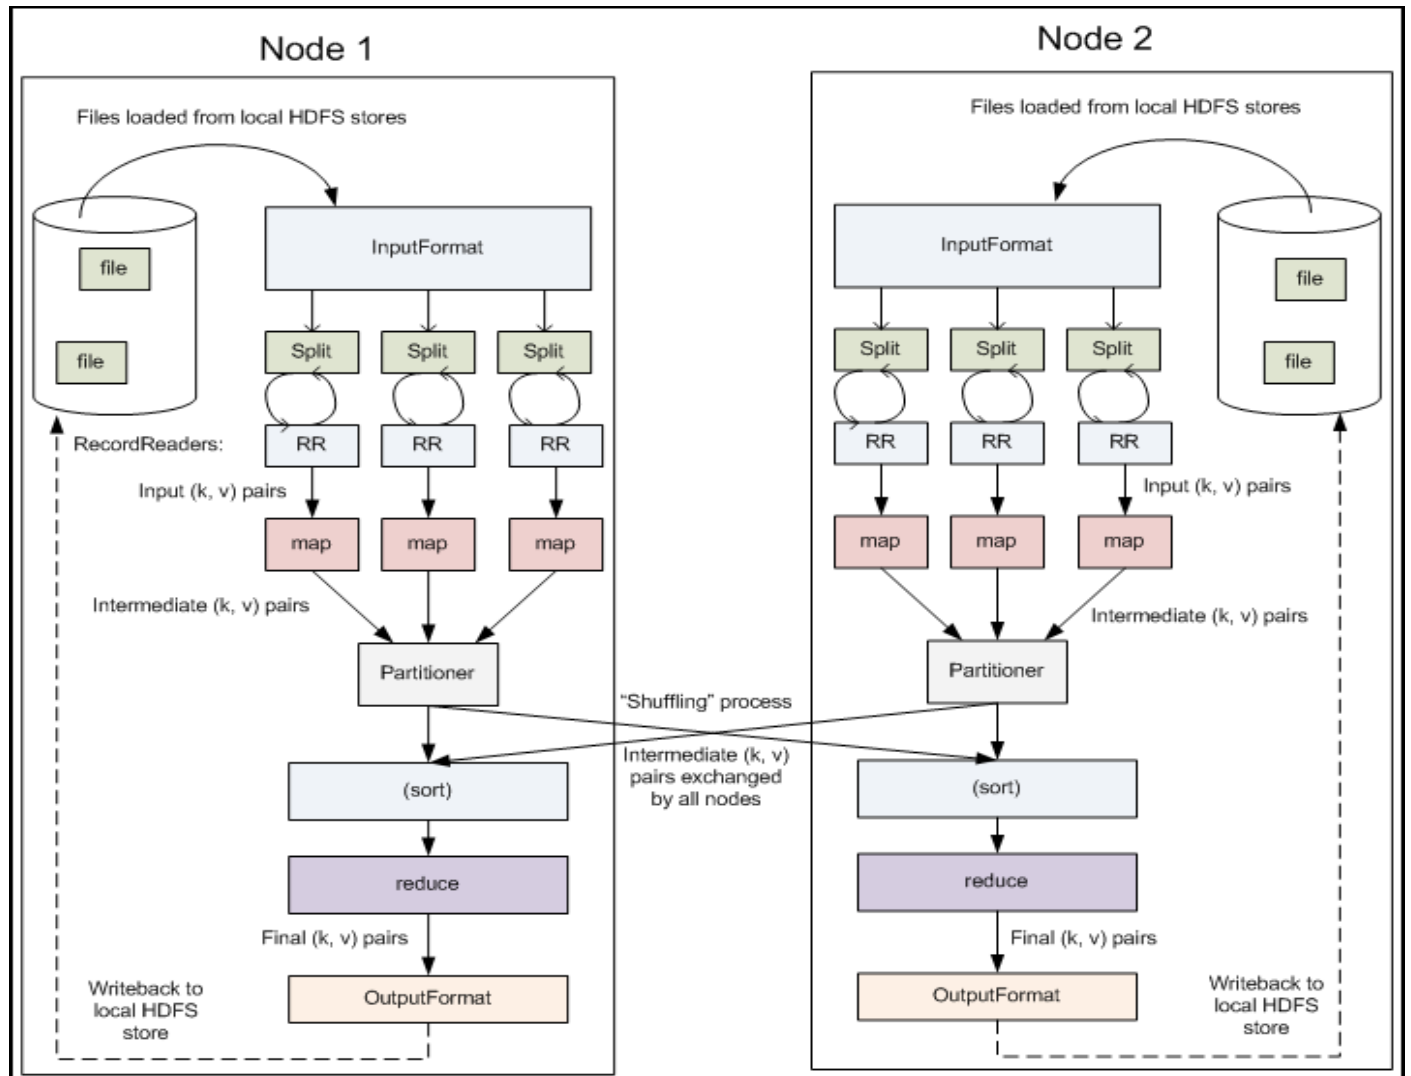 Node 1
Files loaded from local HDFS stores
file
file
InputFormat
Split
Split
Split
RecordReaders:
RR
RR
RR
Input (k, v) pairs
map
map
map
Intermediate (k, v) pairs
Partitioner
(sort)
reduce
Final (k, v) pairs
OutputFormat
Writeback to
local HDFS
store
"Shuffling" process
Intermediate (k, v)
pairs exchanged
by all nodes
Node 2
Files loaded from local HDFS stores
InputFormat
file
file
Split
Split
Split
RR
RR
RR
Input (k, v) pairs
map
map
map
Intermediate (k, v) pairs
Partitioner
(sort)
reduce
Final (k, v) pairs
OutputFormat
Writeback to
local HDFS
store